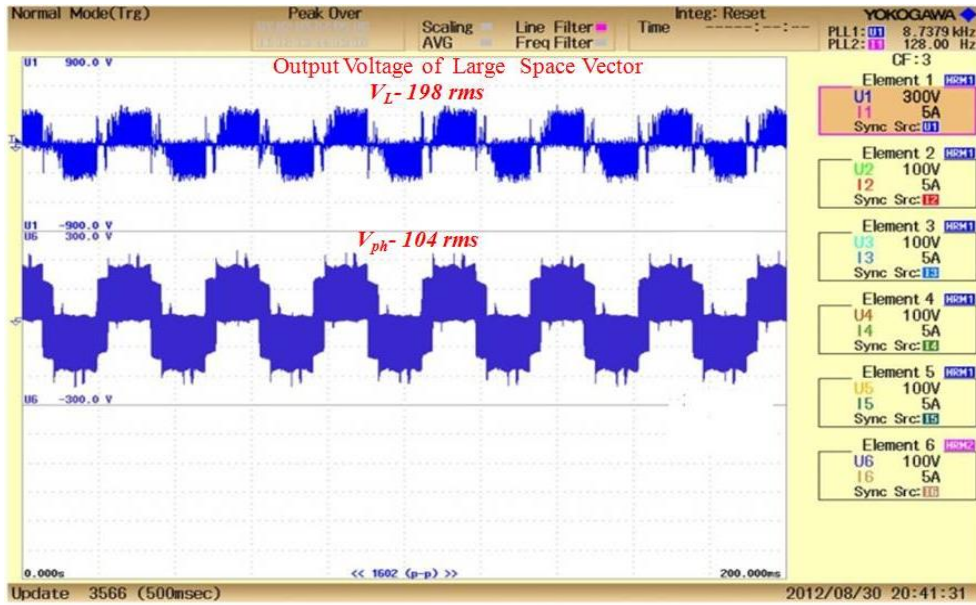 Normal Mode(Trg)
Peak Over
Scaling
AVG
Line Filter
Freq Filter
Integ: Reset
Time
YOKOGAWA
PLL1: U1 8.7379 kHz
PLL2: I1 128.00 Hz
CF:3
U1 900.0 V
Output Voltage of Large Space Vector
VL- 198 rms
U1 -900.0 V
U6 300.0 V
Vph- 104 rms
U6 -300.0 V
0.000s
<< 1602 (p-p) >>
200.000ms
Element 1 HRM1
U1 300V
I1 5A
Sync Src: U1
Element 2 HRM1
U2 100V
I2 5A
Sync Src: I2
Element 3 HRM1
U3 100V
I3 5A
Sync Src: I3
Element 4 HRM1
U4 100V
I4 5A
Sync Src: I4
Element 5 HRM1
U5 100V
I5 5A
Sync Src: I5
Element 6 HRM2
U6 100V
I6 5A
Sync Src: I6
Update 3566 (500msec)
2012/08/30 20:41:31